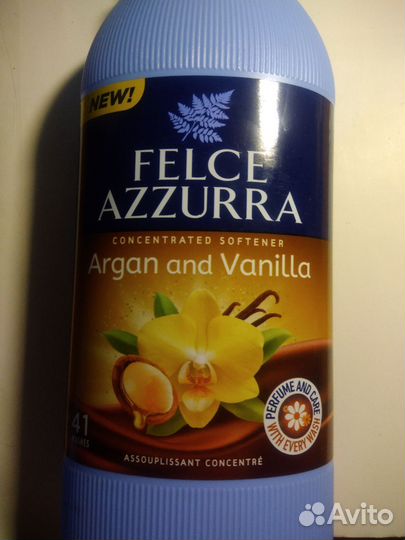 NEW!
FELCE
AZZURRA
CONCENTRATED SOFTENER
Argan and Vanilla
PERFUME AND CARE
WITH EVERY WASH
41
ASSOUPLISSANT CONCENTRÉ
Avito